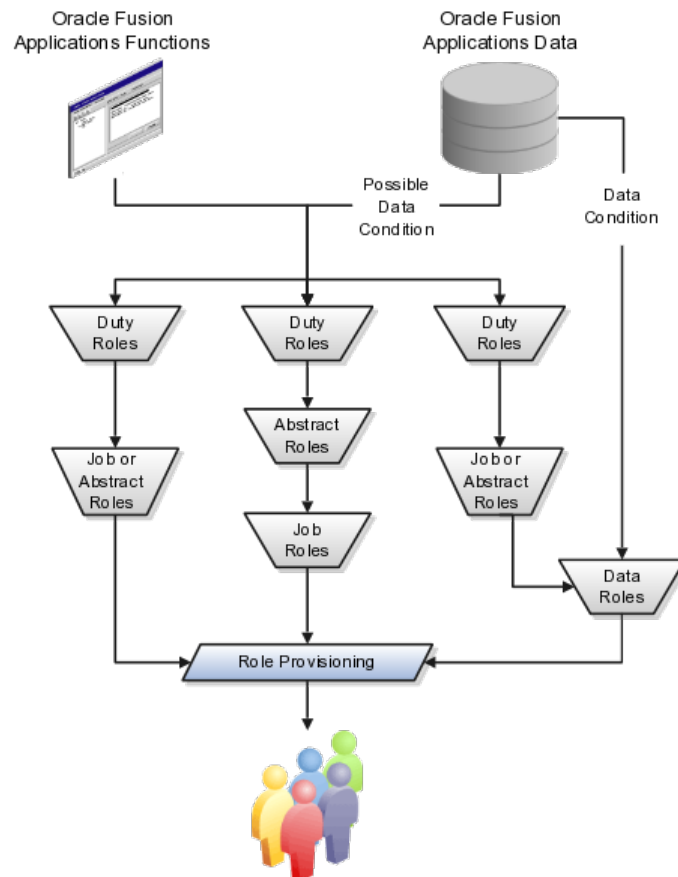 Oracle Fusion
Applications Functions
Oracle Fusion
Applications Data
Possible
Data
Condition
Data
Condition
Duty
Roles
Duty
Roles
Duty
Roles
Job or
Abstract
Roles
Abstract
Roles
Job or
Abstract
Roles
Job
Roles
Data
Roles
Role Provisioning